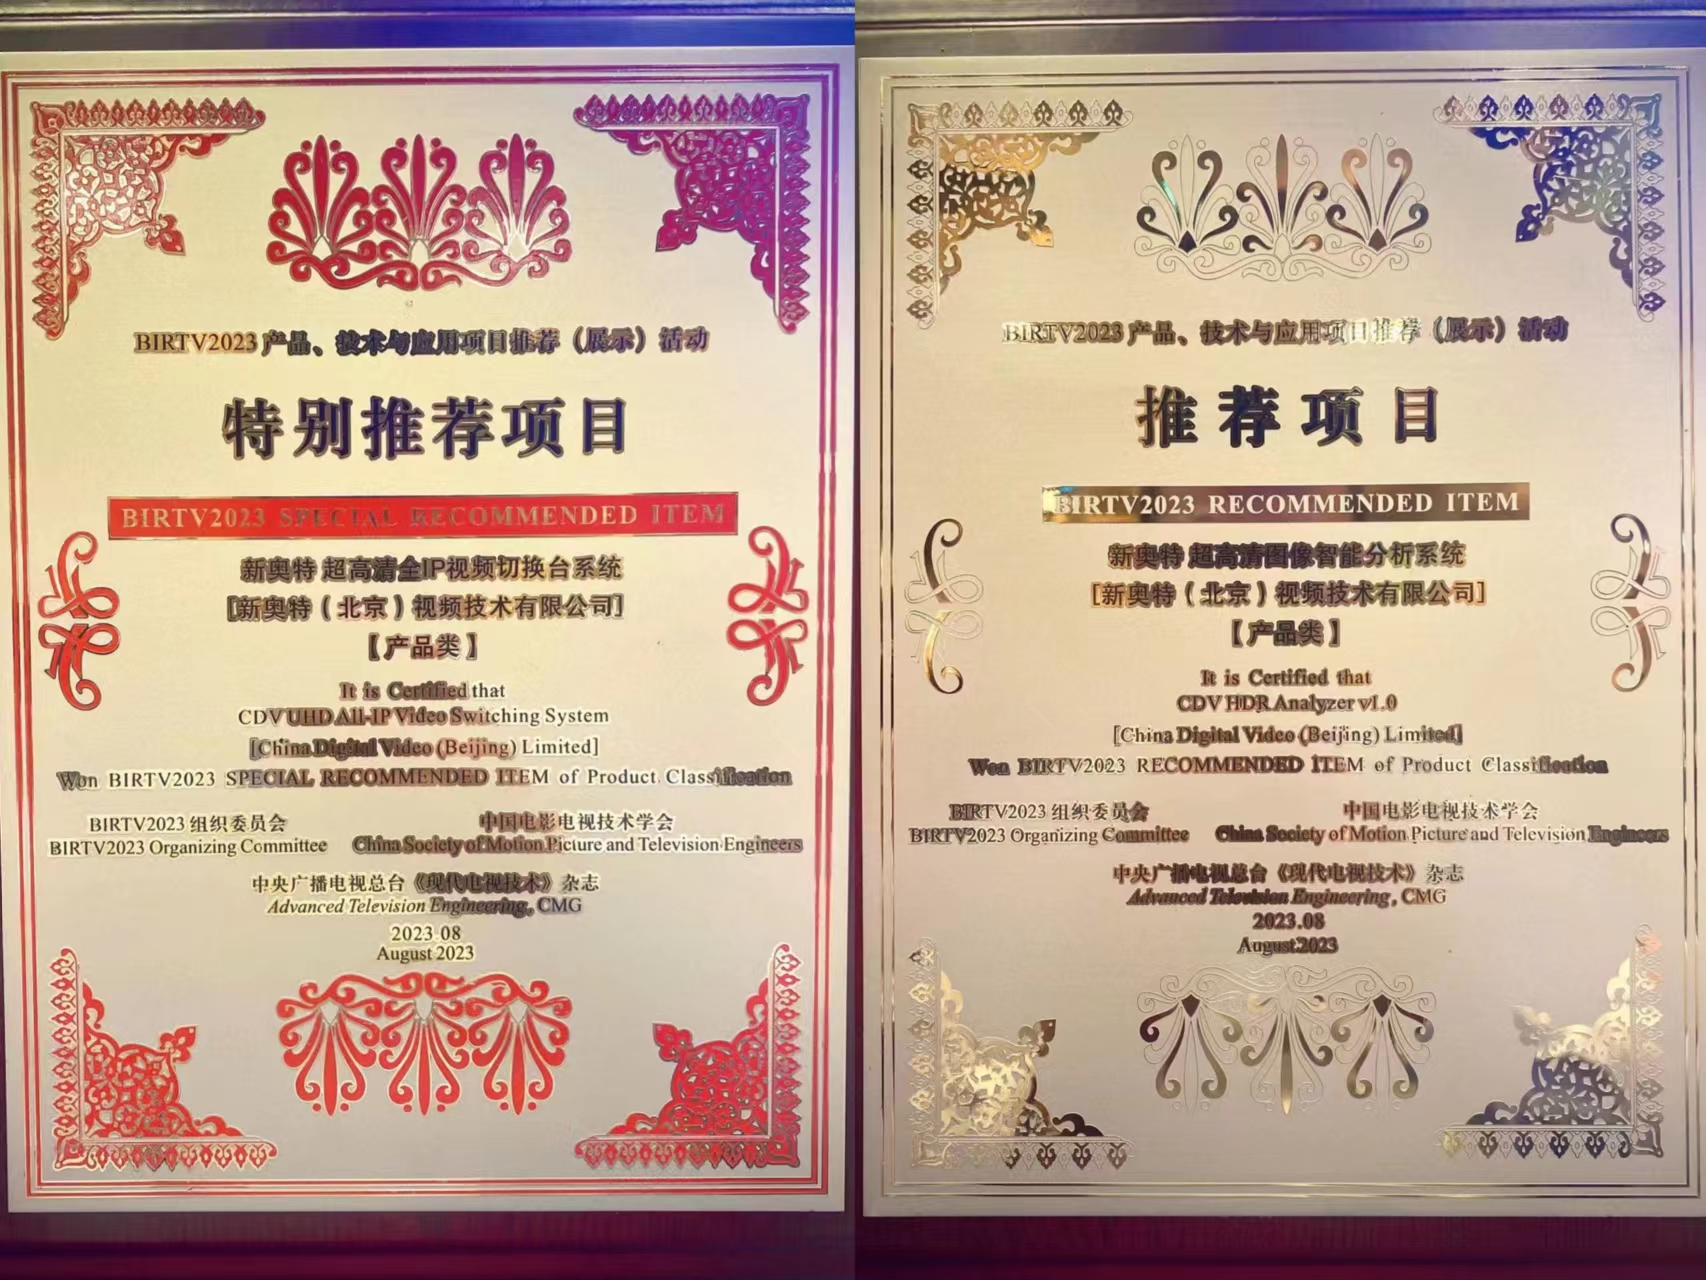 BIRTV2023 产品、技术与应用项目推荐（展示）活动
特别推荐项目
BIRTV2023 SPECIAL RECOMMENDED ITEM
新奥特 超高清全IP视频切换台系统
[新奥特（北京）视频技术有限公司]
【产品类】
It is Certified that
CDV UHD All-IP Video Switching System
[China Digital Video (Beijing) Limited]
Won BIRTV2023 SPECIAL RECOMMENDED ITEM of Product Classification
BIRTV2023 组织委员会
BIRTV2023 Organizing Committee
中国电影电视技术学会
China Society of Motion Picture and Television Engineers
中央广播电视总台《现代电视技术》杂志
Advanced Television Engineering, CMG
2023.08
August 2023
BIRTV2023 产品、技术与应用项目推荐（展示）活动
推荐项目
BIRTV2023 RECOMMENDED ITEM
新奥特 超高清图像智能分析系统
[新奥特（北京）视频技术有限公司]
【产品类】
It is Certified that
CDV HDR Analyzer v1.0
[China Digital Video (Beijing) Limited]
Won BIRTV2023 RECOMMENDED ITEM of Product Classification
BIRTV2023 组织委员会
BIRTV2023 Organizing Committee
中国电影电视技术学会
China Society of Motion Picture and Television Engineers
中央广播电视总台《现代电视技术》杂志
Advanced Television Engineering, CMG
2023.08
August 2023